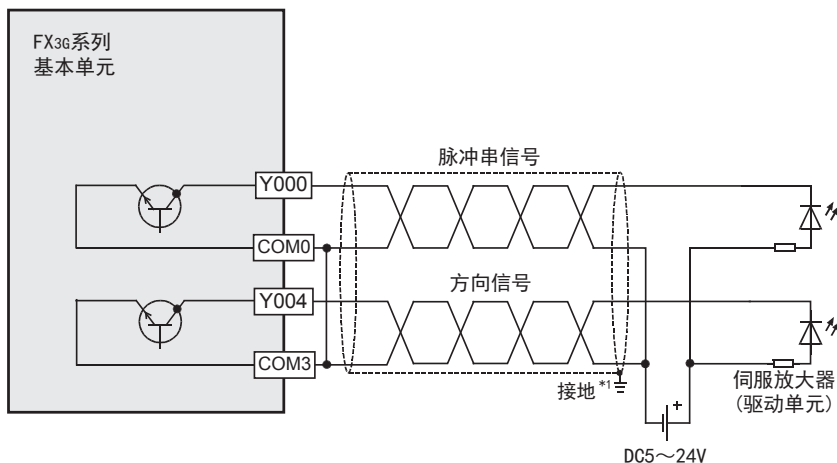 FX3G系列
基本单元
脉冲串信号
Y000
COM0
方向信号
Y004
COM3
接地 *1
伺服放大器
(驱动单元)
+
DC5～24V